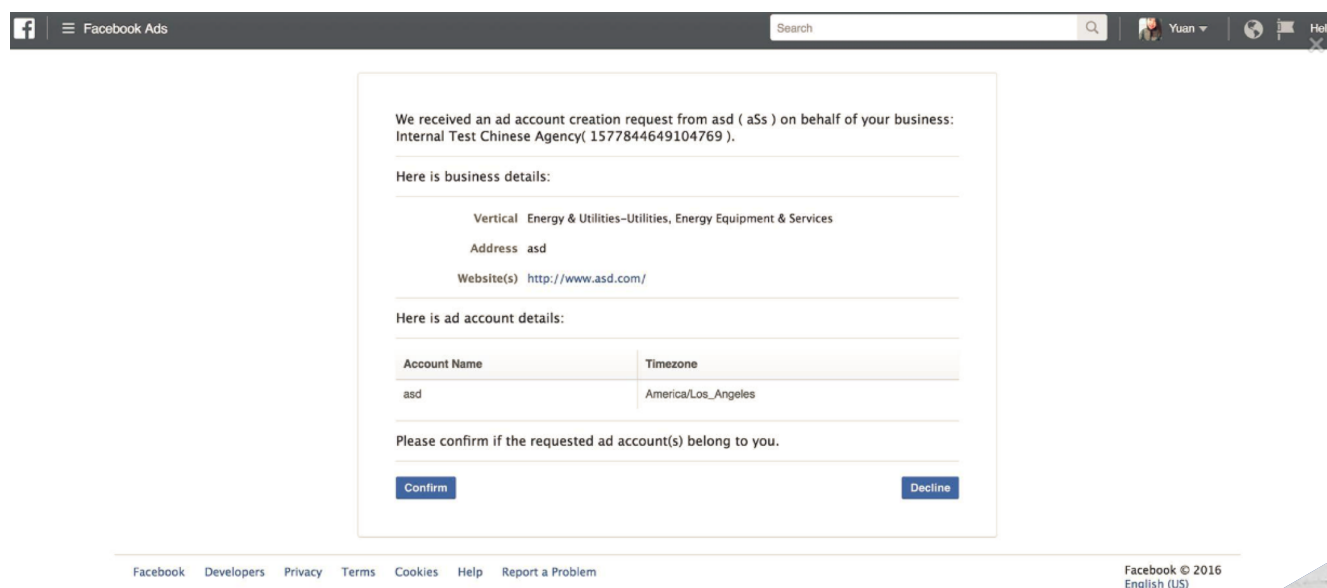 Facebook Ads
Search
Yuan
We received an ad account creation request from asd ( aSs ) on behalf of your business:
Internal Test Chinese Agency( 1577844649104769 ).
Here is business details:
Vertical Energy & Utilities–Utilities, Energy Equipment & Services
Address asd
Website(s) http://www.asd.com/
Here is ad account details:
Account Name Timezone
asd America/Los_Angeles
Please confirm if the requested ad account(s) belong to you.
Confirm Decline
Facebook Developers Privacy Terms Cookies Help Report a Problem
Facebook © 2016
English (US)